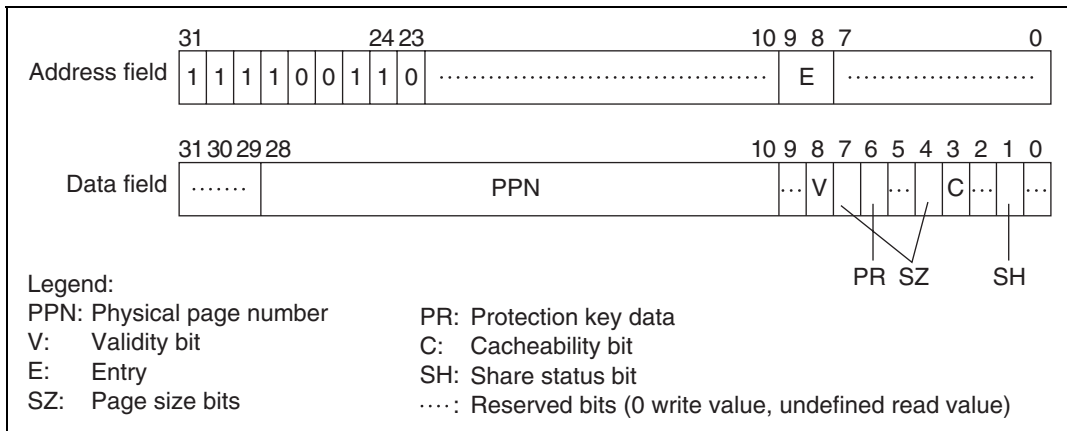 31 24 23 10 9 8 7 0
Address field 1 1 1 1 0 0 1 1 0 ........ E ........
31 30 29 28 10 9 8 7 6 5 4 3 2 1 0
Data field ....... PPN ... V ... C ... ...
PR SZ SH
Legend:
PPN: Physical page number
V: Validity bit
E: Entry
SZ: Page size bits
PR: Protection key data
C: Cacheability bit
SH: Share status bit
····: Reserved bits (0 write value, undefined read value)